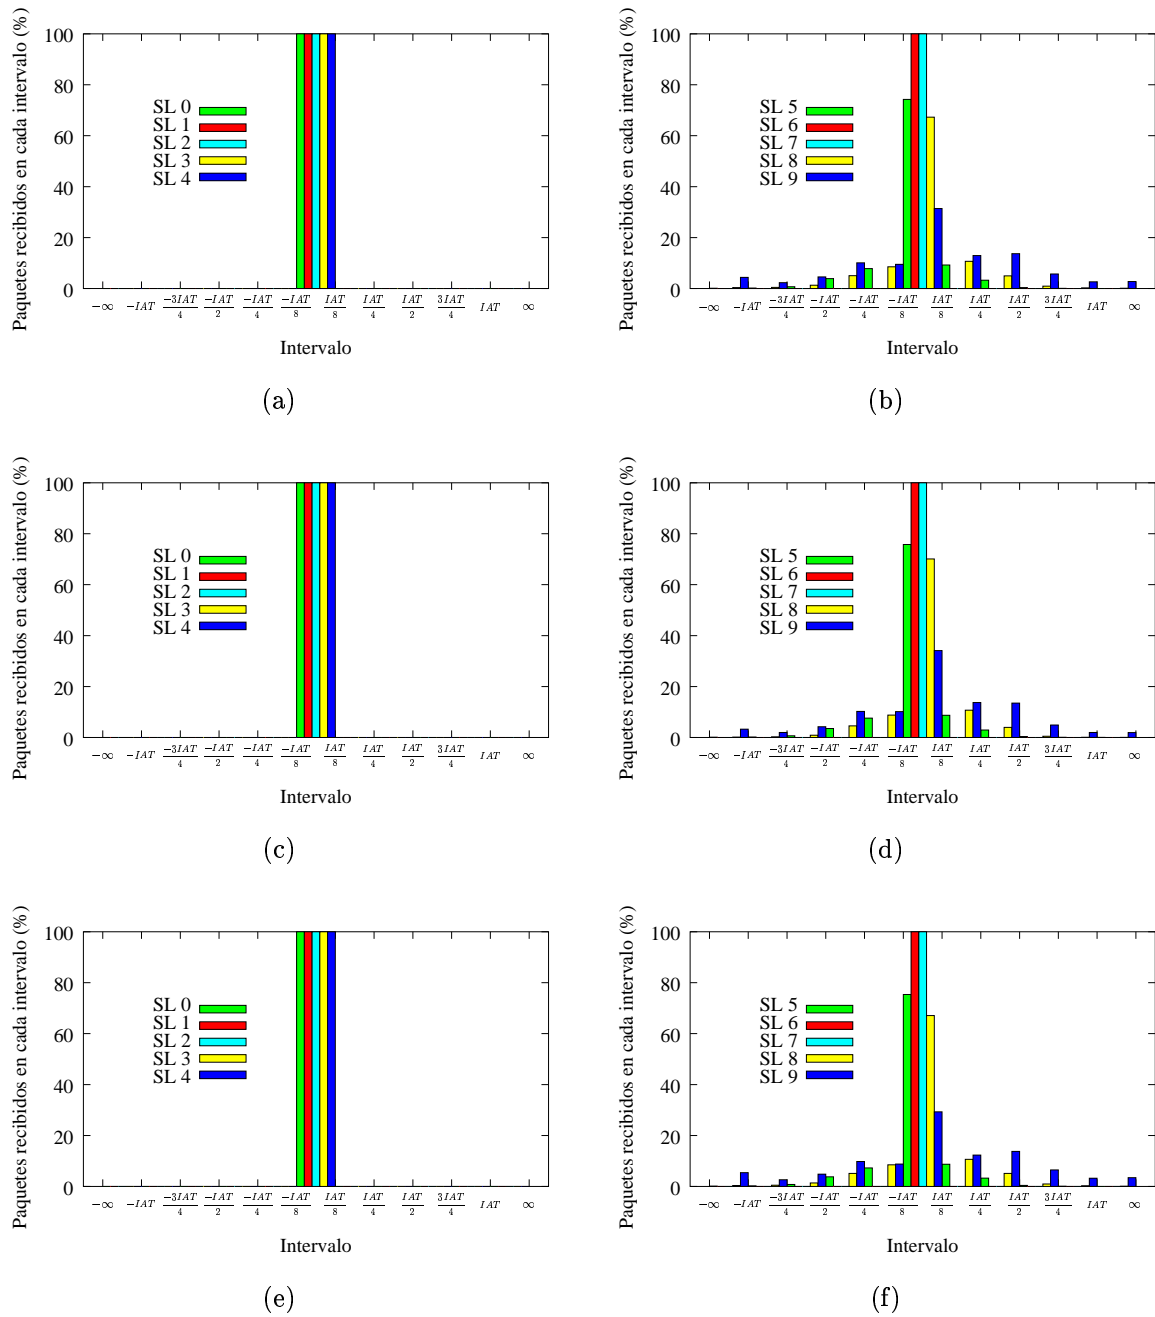 Paquetes recibidos en cada intervalo (%)
100
80
60
40
20
0
SL 0
SL 1
SL 2
SL 3
SL 4
−∞ −IAT −3IAT/4 −IAT/2 −IAT/4 −IAT/8 IAT/8 IAT/4 IAT/2 3IAT/4 IAT ∞
Intervalo
(a)
Paquetes recibidos en cada intervalo (%)
100
80
60
40
20
0
SL 5
SL 6
SL 7
SL 8
SL 9
−∞ −IAT −3IAT/4 −IAT/2 −IAT/4 −IAT/8 IAT/8 IAT/4 IAT/2 3IAT/4 IAT ∞
Intervalo
(b)
Paquetes recibidos en cada intervalo (%)
100
80
60
40
20
0
SL 0
SL 1
SL 2
SL 3
SL 4
−∞ −IAT −3IAT/4 −IAT/2 −IAT/4 −IAT/8 IAT/8 IAT/4 IAT/2 3IAT/4 IAT ∞
Intervalo
(c)
Paquetes recibidos en cada intervalo (%)
100
80
60
40
20
0
SL 5
SL 6
SL 7
SL 8
SL 9
−∞ −IAT −3IAT/4 −IAT/2 −IAT/4 −IAT/8 IAT/8 IAT/4 IAT/2 3IAT/4 IAT ∞
Intervalo
(d)
Paquetes recibidos en cada intervalo (%)
100
80
60
40
20
0
SL 0
SL 1
SL 2
SL 3
SL 4
−∞ −IAT −3IAT/4 −IAT/2 −IAT/4 −IAT/8 IAT/8 IAT/4 IAT/2 3IAT/4 IAT ∞
Intervalo
(e)
Paquetes recibidos en cada intervalo (%)
100
80
60
40
20
0
SL 5
SL 6
SL 7
SL 8
SL 9
−∞ −IAT −3IAT/4 −IAT/2 −IAT/4 −IAT/8 IAT/8 IAT/4 IAT/2 3IAT/4 IAT ∞
Intervalo
(f)